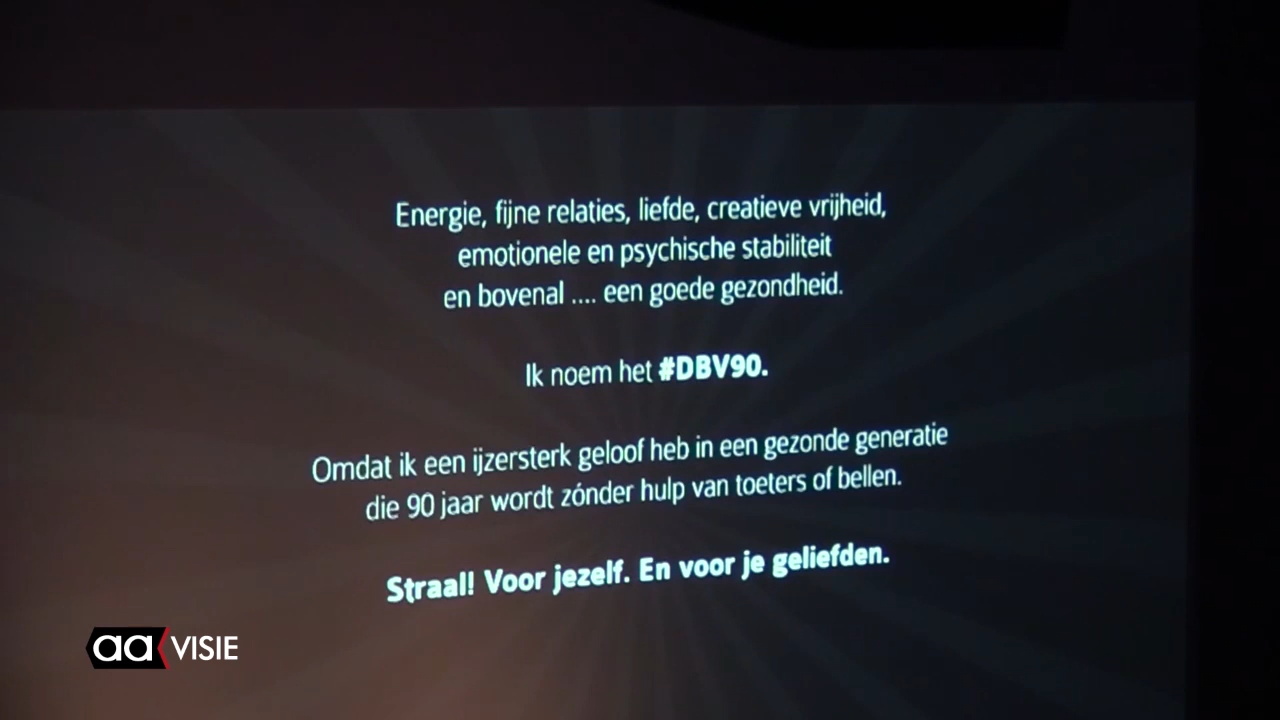 Energie, fijne relaties, liefde, creatieve vrijheid,
emotionele en psychische stabiliteit
en bovenal .... een goede gezondheid.
Ik noem het #DBV90.
Omdat ik een ijzersterk geloof heb in een gezonde generatie
die 90 jaar wordt zónder hulp van toeters of bellen.
Straal! Voor jezelf. En voor je geliefden.
aa VISIE